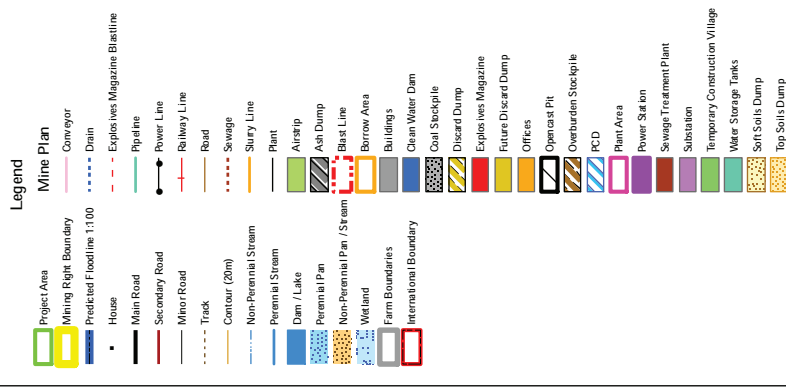 Legend
Project Area
Mining Right Boundary
Predicted Floodline 1:100
House
Main Road
Secondary Road
Minor Road
Track
Contour (20m)
Non-Perennial Stream
Perennial Stream
Dam / Lake
Perennial Pan
Non-Perennial Pan / Stream
Wetland
Farm Boundaries
International Boundary
Mine Plan
Conveyor
Drain
Explosives Magazine Blastline
Pipeline
Power Line
Railway Line
Road
Sewage
Slurry Line
Plant
Airstrip
Ash Dump
Blast Line
Borrow Area
Buildings
Clean Water Dam
Coal Stockpile
Discard Dump
Explosives Magazine
Future Discard Dump
Offices
Opencast Pit
Overburden Stockpile
PCD
Plant Area
Power Station
Sewage Treatment Plant
Substation
Temporary Construction Village
Water Storage Tanks
Soft Soils Dump
Top Soils Dump